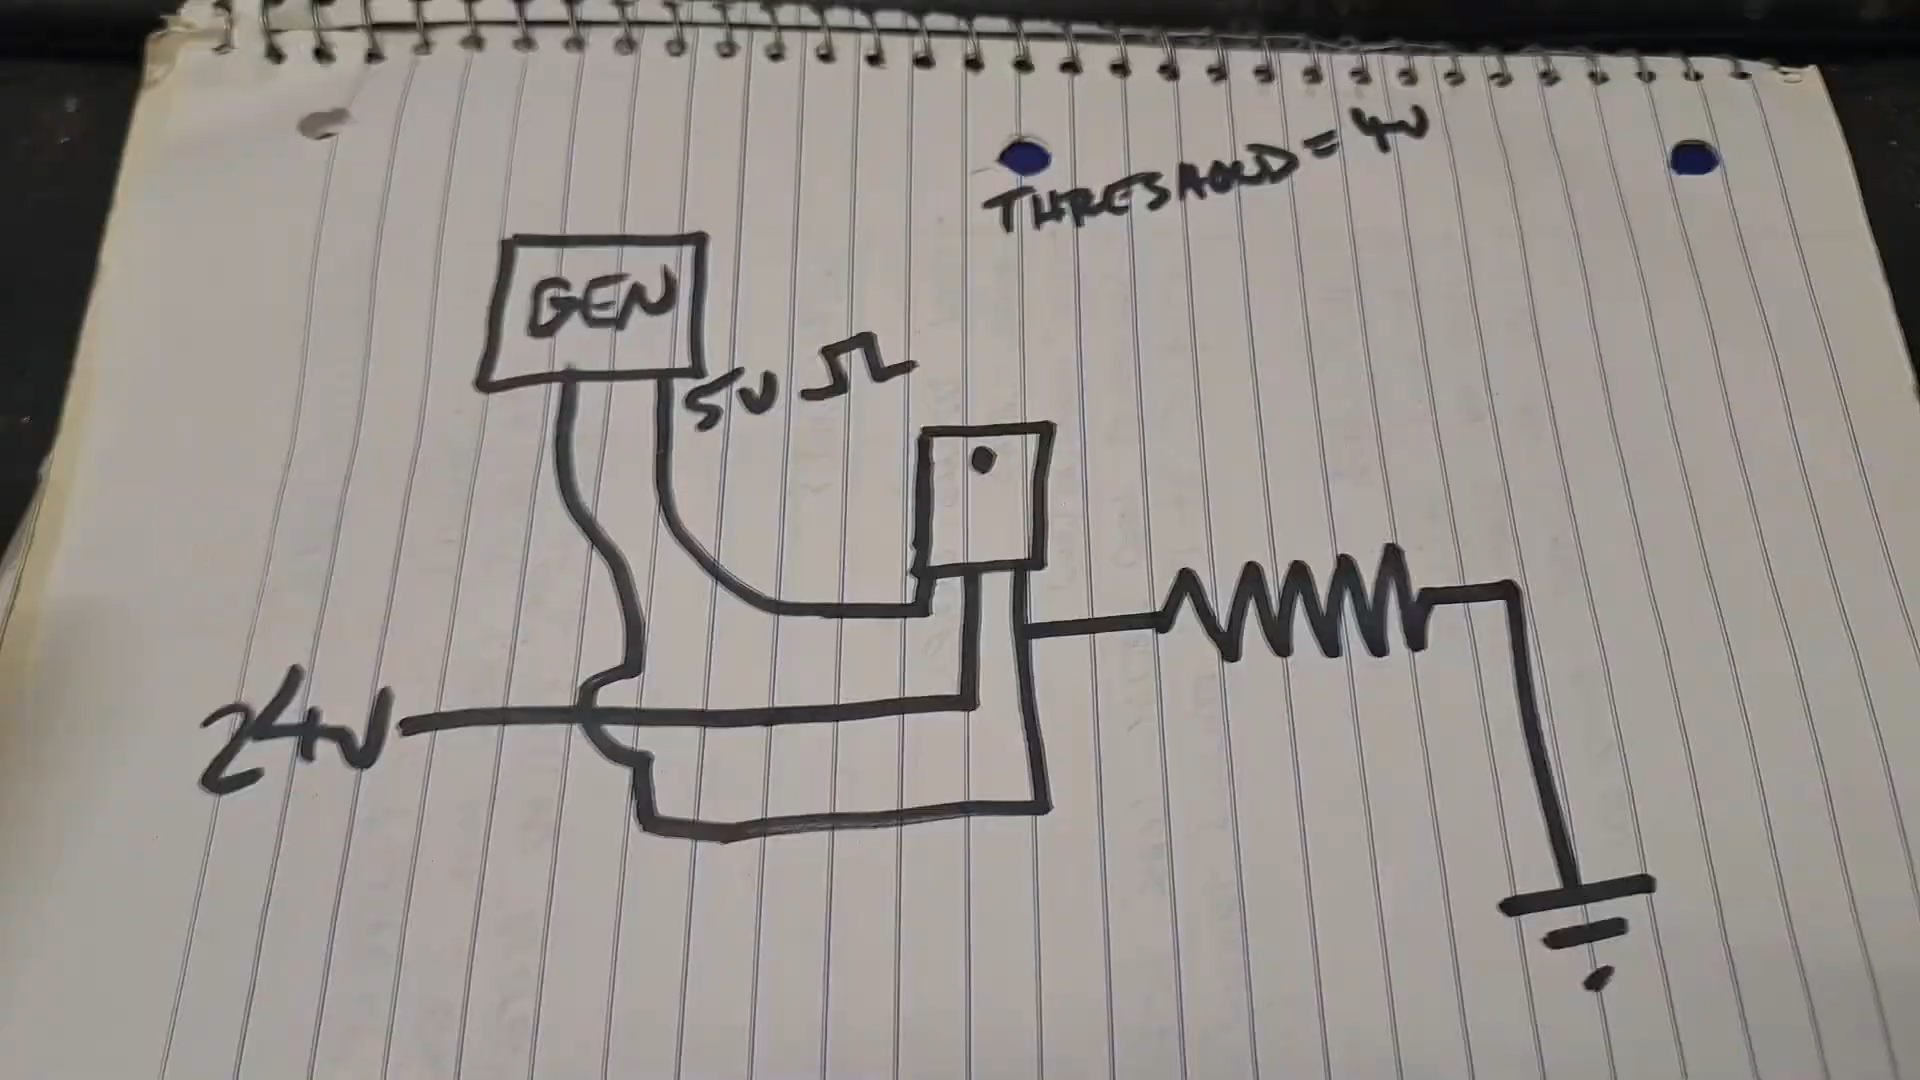 THRESHOLD = 4V
GEN
5V
24V